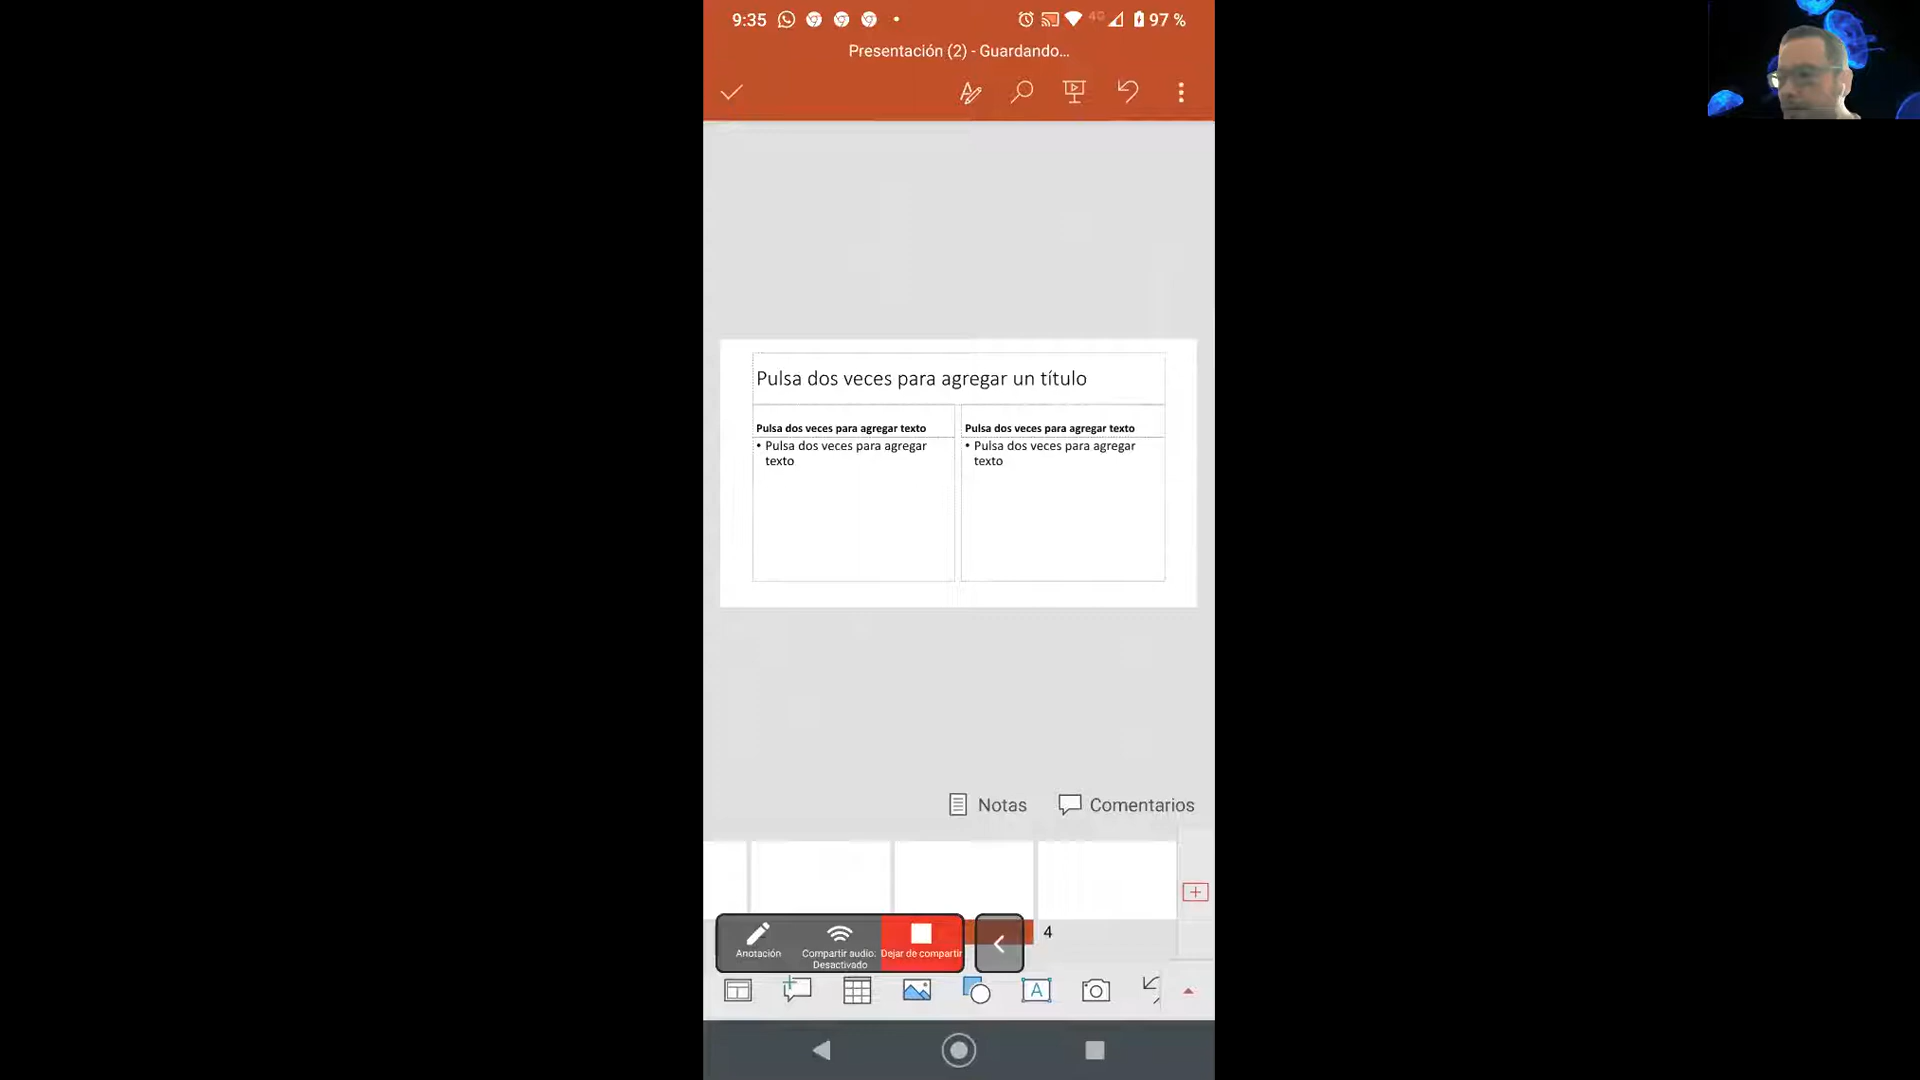 9:35 4G 97 %
Presentación (2) - Guardando...
Pulsa dos veces para agregar un título
Pulsa dos veces para agregar texto
• Pulsa dos veces para agregar
texto
Pulsa dos veces para agregar texto
• Pulsa dos veces para agregar
texto
Notas
Comentarios
4
Anotación
Compartir audio:
Desactivado
Dejar de compartir
A